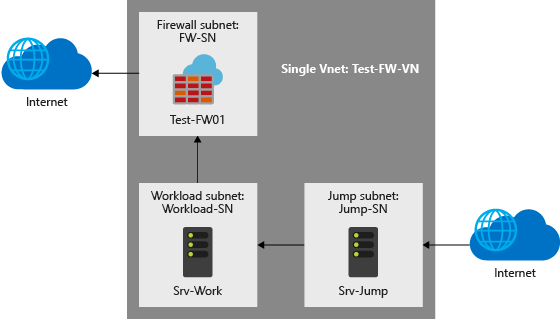 Firewall subnet:
FW-SN
Single Vnet: Test-FW-VN
Internet
Test-FW01
Workload subnet:
Workload-SN
Jump subnet:
Jump-SN
Srv-Work
Srv-Jump
Internet